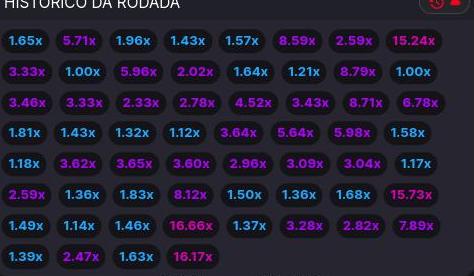 HISTÓRICO DA RODADA
1.65x 5.71x 1.96x 1.43x 1.57x 8.59x 2.59x 15.24x
3.33x 1.00x 5.96x 2.02x 1.64x 1.21x 8.79x 1.00x
3.46x 3.33x 2.33x 2.78x 4.52x 3.43x 8.71x 6.78x
1.81x 1.43x 1.32x 1.12x 3.64x 5.64x 5.98x 1.58x
1.18x 3.62x 3.65x 3.60x 2.96x 3.09x 3.04x 1.17x
2.59x 1.36x 1.83x 8.12x 1.50x 1.36x 1.68x 15.73x
1.49x 1.14x 1.46x 16.66x 1.37x 3.28x 2.82x 7.89x
1.39x 2.47x 1.63x 16.17x